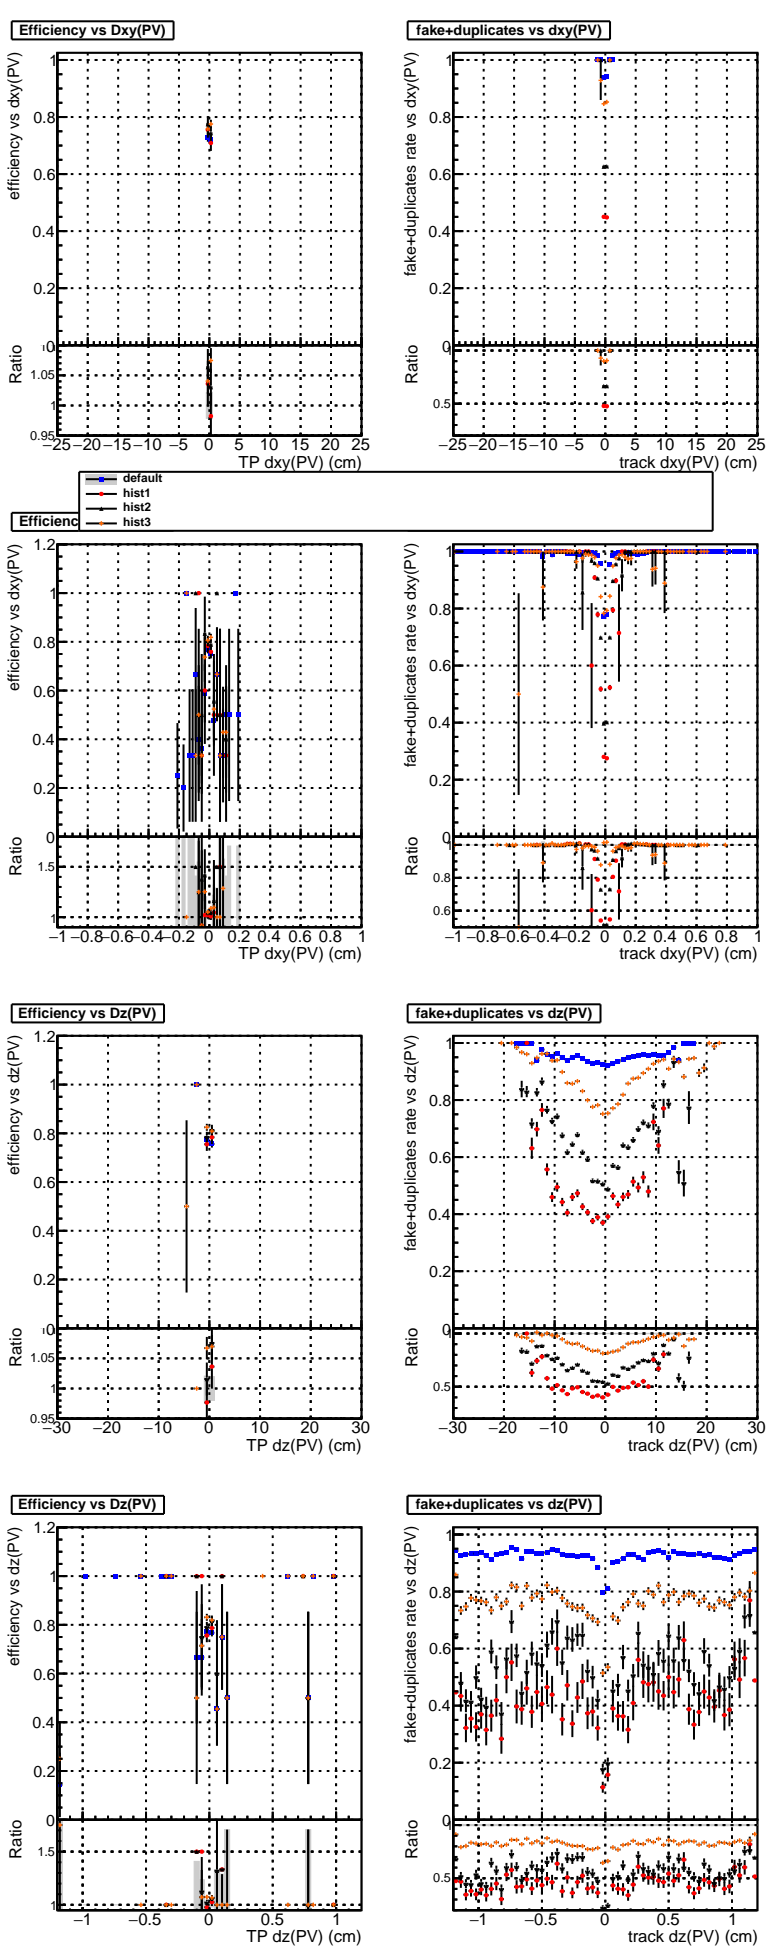 Efficiency vs Dxy(PV)
fake+duplicates vs dxy(PV)
efficiency vs dxy(PV)
1
0.8
0.6
0.4
0.2
0
fake+duplicates rate vs dxy(PV)
1
0.8
0.6
0.4
0.2
0
Ratio
1.05
1
0.95
−25 −20 −15 −10 −5 0 5 10 15 20 25
TP dxy(PV) (cm)
Ratio
1
0.5
−25 −20 −15 −10 −5 0 5 10 15 20 25
track dxy(PV) (cm)
default
hist1
hist2
hist3
Efficienc
efficiency vs dxy(PV)
1.2
1
0.8
0.6
0.4
0.2
0
fake+duplicates rate vs dxy(PV)
1
0.8
0.6
0.4
0.2
0
Ratio
1.5
1
−1 −0.8 −0.6 −0.4 −0.2 0 0.2 0.4 0.6 0.8 1
TP dxy(PV) (cm)
Ratio
1
0.8
0.6
−1 −0.8 −0.6 −0.4 −0.2 0 0.2 0.4 0.6 0.8 1
track dxy(PV) (cm)
Efficiency vs Dz(PV)
fake+duplicates vs dz(PV)
efficiency vs dz(PV)
1.2
1
0.8
0.6
0.4
0.2
0
fake+duplicates rate vs dz(PV)
1
0.8
0.6
0.4
0.2
0
Ratio
1.05
1
0.95
−30 −20 −10 0 10 20 30
TP dz(PV) (cm)
Ratio
1
0.5
−30 −20 −10 0 10 20 30
track dz(PV) (cm)
Efficiency vs Dz(PV)
fake+duplicates vs dz(PV)
efficiency vs dz(PV)
1.2
1
0.8
0.6
0.4
0.2
0
fake+duplicates rate vs dz(PV)
1
0.8
0.6
0.4
0.2
0
Ratio
1.5
1
−1 −0.5 0 0.5 1
TP dz(PV) (cm)
Ratio
0.5
−1 −0.5 0 0.5 1
track dz(PV) (cm)